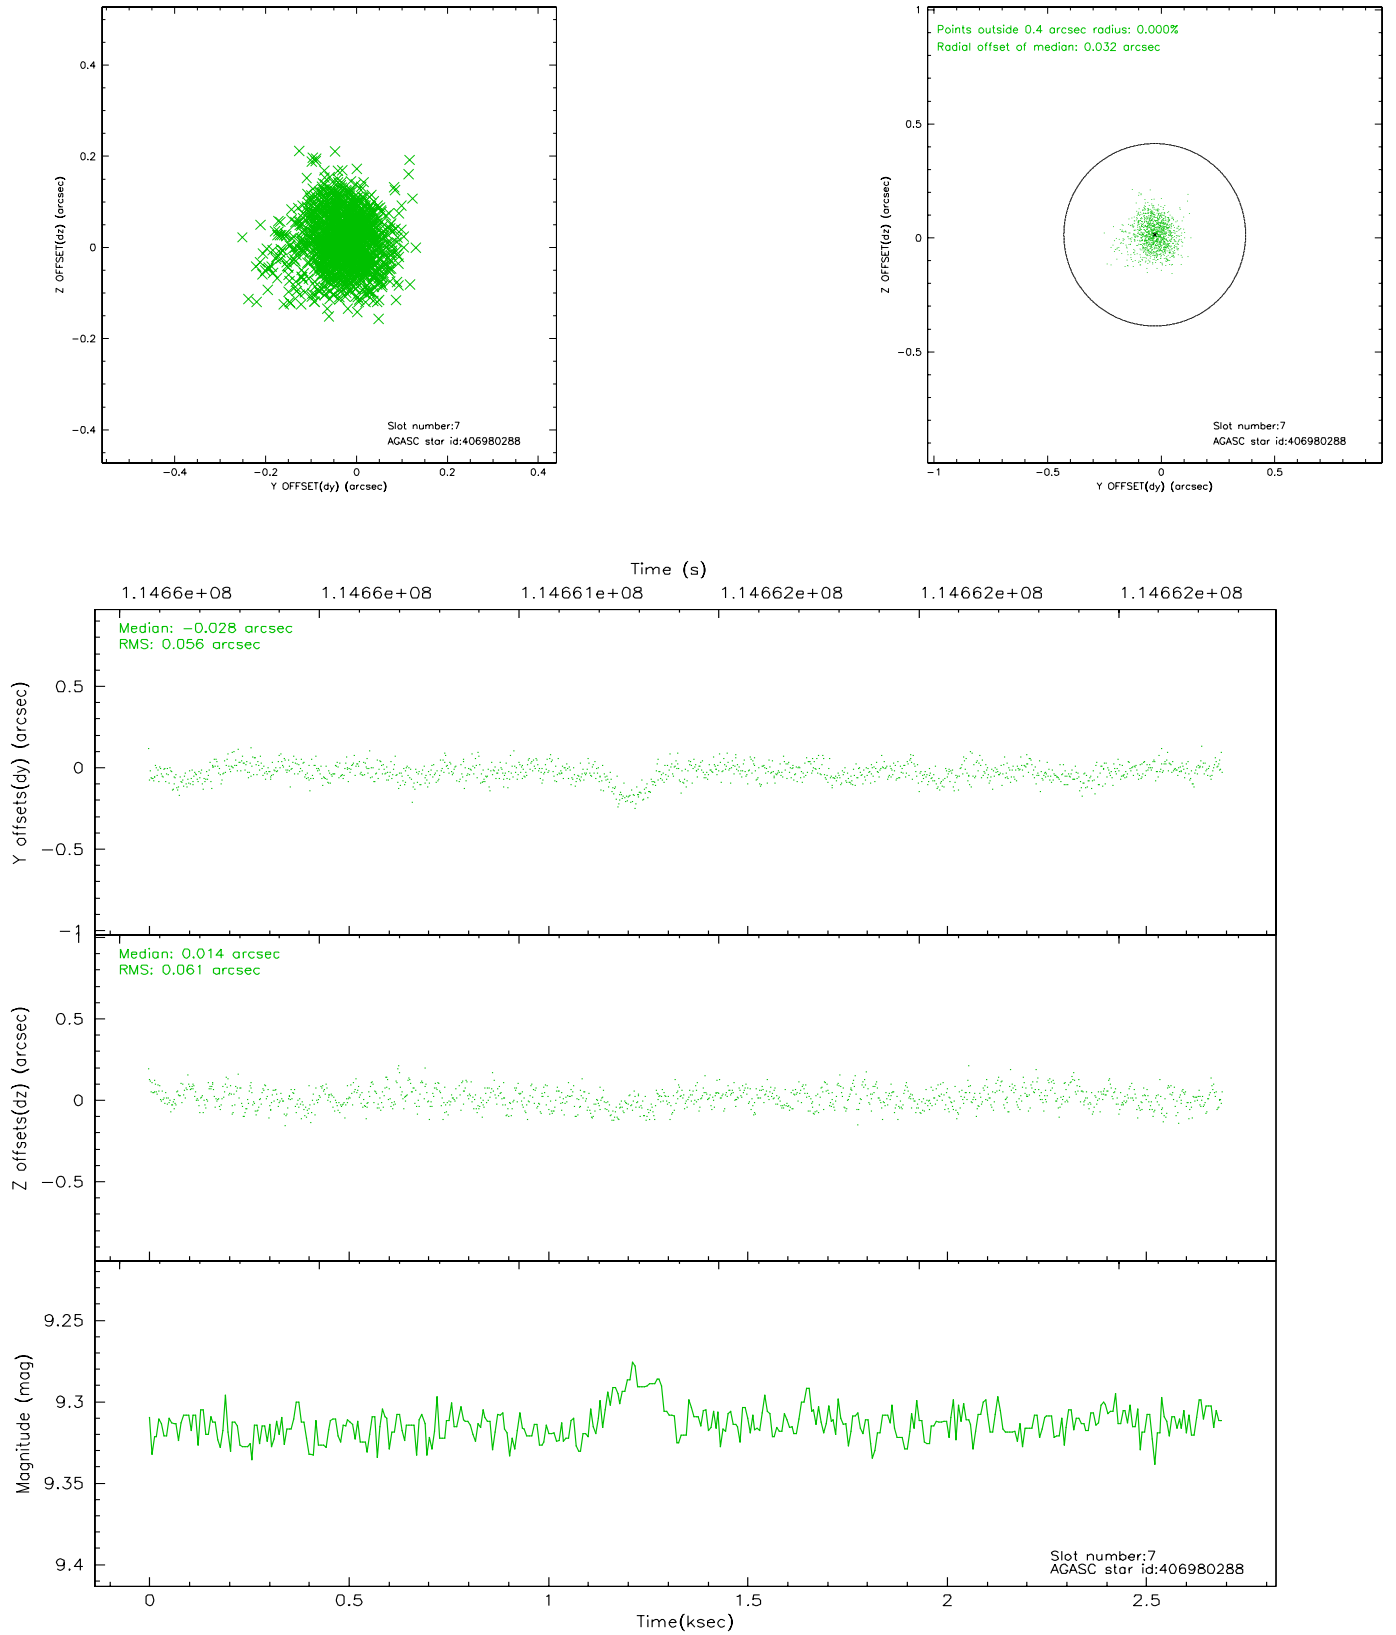 0.4
0.2
0
−0.2
−0.4
Z OFFSET(dz) (arcsec)
Slot number:7
AGASC star id:406980288
−0.4
−0.2
0
0.2
0.4
Y OFFSET(dy) (arcsec)
Points outside 0.4 arcsec radius: 0.000%
Radial offset of median: 0.032 arcsec
1
0.5
0
−0.5
Z OFFSET(dz) (arcsec)
Slot number:7
AGASC star id:406980288
−1
−0.5
0
0.5
Y OFFSET(dy) (arcsec)
Time (s)
1.1466e+08 1.1466e+08 1.14661e+08 1.14662e+08 1.14662e+08 1.14662e+08
Median: −0.028 arcsec
RMS: 0.056 arcsec
0.5
0
−0.5
−1
Y offsets(dy) (arcsec)
Median: 0.014 arcsec
RMS: 0.061 arcsec
1
0.5
0
−0.5
Z offsets(dz) (arcsec)
9.25
9.3
9.35
9.4
Magnitude (mag)
Slot number:7
AGASC star id:406980288
0 0.5 1 1.5 2 2.5
Time(ksec)